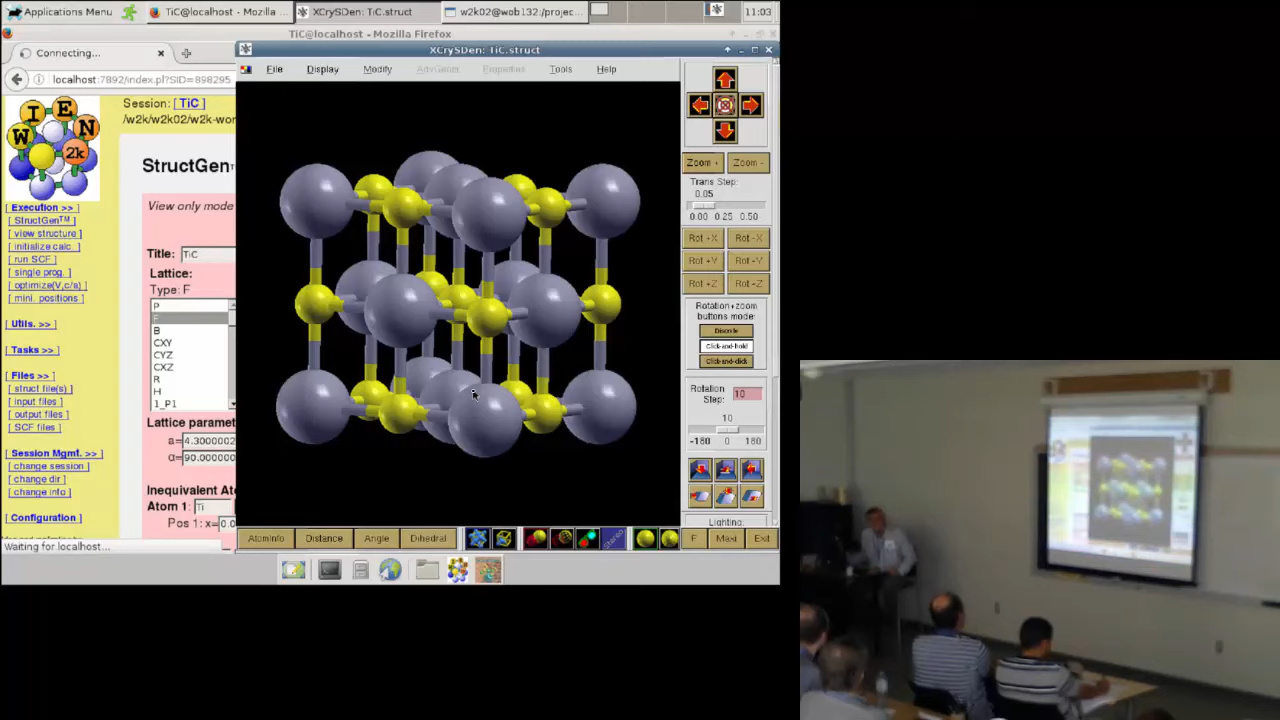 Applications Menu
TiC@localhost - Mozilla ...
XCrySDen: TiC.struct
w2k02@wob132:/projec...
11:03
TiC@localhost - Mozilla Firefox
Connecting...
localhost:7892/index.pl?SID=898295
XCrySDen: TiC.struct
File Display Modify AdvGeom. Properties Tools Help
WIEN
2k
Session: [ TiC ]
/w2k/w2k02/w2k-wor
Execution >>
[ StructGen™ ]
[ view structure ]
[ initialize calc. ]
[ run SCF ]
[ single prog. ]
[ optimize(V,c/a) ]
[ mini. positions ]
Utils. >>
Tasks >>
Files >>
[ struct file(s) ]
[ input files ]
[ output files ]
[ SCF files ]
Session Mgmt. >>
[ change session ]
[ change dir ]
[ change info ]
Configuration
StructGen
View only mode
Title: TiC
Lattice:
Type: F
P
F
B
CXY
CYZ
CXZ
R
H
1_P1
Lattice paramet
a= 4.3000002
α= 90.000000
Inequivalent Ato
Atom 1: Ti
Pos 1: x= 0.0
Waiting for localhost...
Zoom + Zoom -
Trans Step:
0.05
0.00 0.25 0.50
Rot +X Rot -X
Rot +Y Rot -Y
Rot +Z Rot -Z
Rotation+zoom
buttons mode:
Discrete
Click-and-hold
Click-and-click
Rotation
Step:
10
10
-180 0 180
Lighting:
AtomInfo Distance Angle Dihedral
Stereo
F Maxi Exit